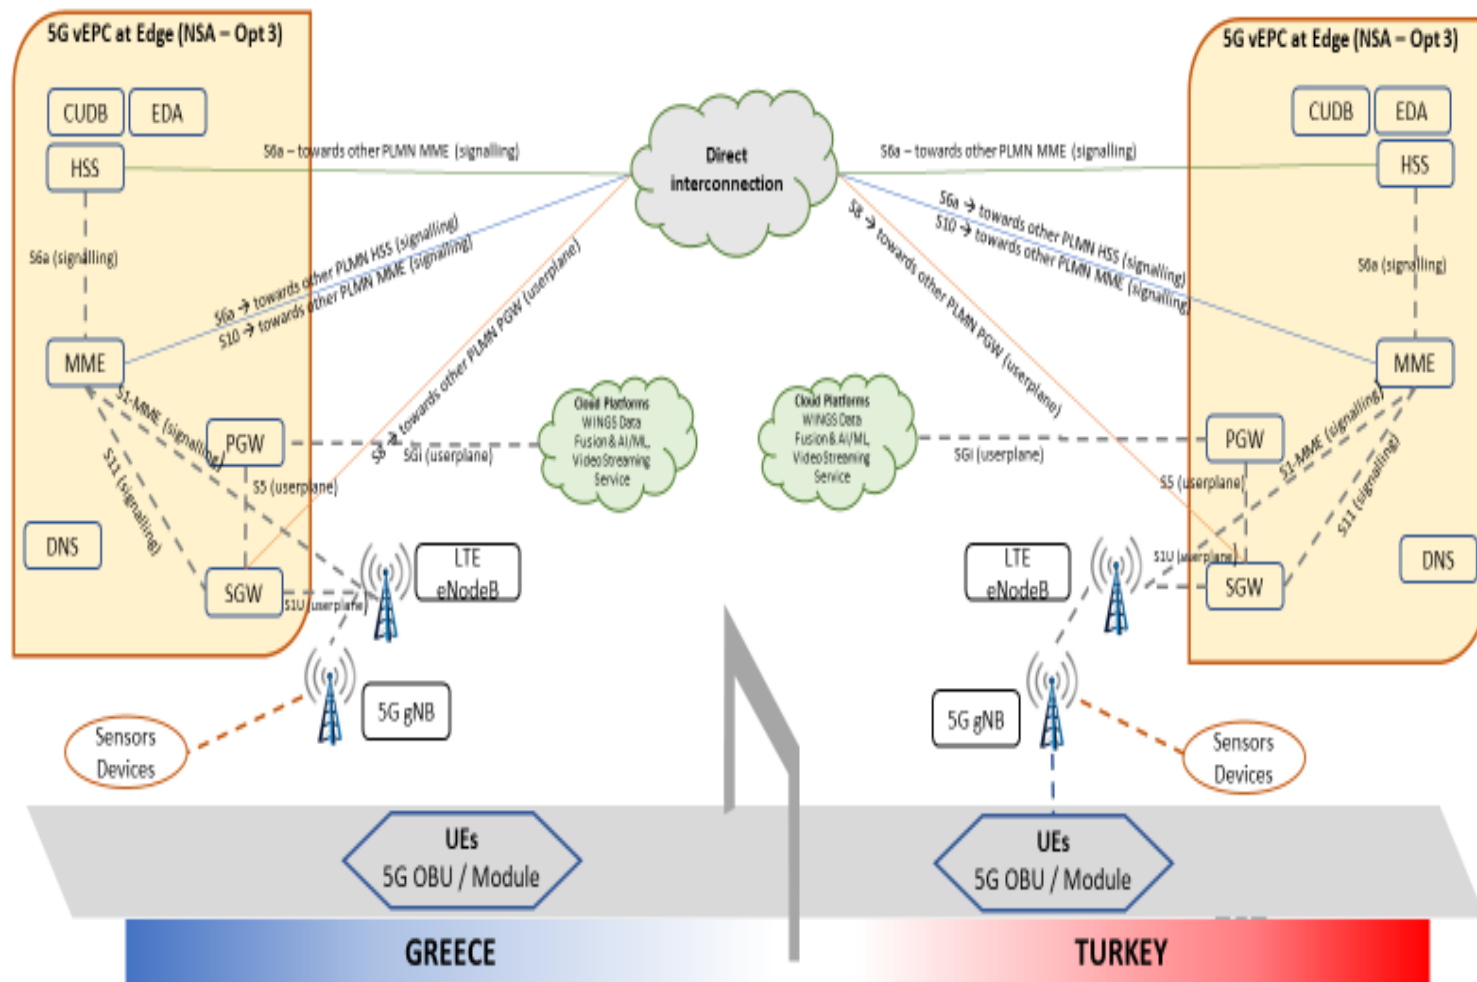 5G vEPC at Edge (NSA – Opt 3)
CUDB
EDA
HSS
S6a (signalling)
MME
S1-MME (signalling)
S11 (signalling)
PGW
S5 (userplane)
DNS
SGW
S1U (userplane)
S6a – towards other PLMN MME (signalling)
S6a → towards other PLMN HSS (signalling)
S10 → towards other PLMN MME (signalling)
S8 → towards other PLMN PGW (userplane)
SGi (userplane)
Direct
interconnection
Cloud Platforms
WINGS Data
Fusion & AI/ML,
Video Streaming
Service
LTE
eNodeB
5G gNB
Sensors
Devices
Cloud Platforms
WINGS Data
Fusion & AI/ML,
Video Streaming
Service
S6a – towards other PLMN MME (signalling)
S6a → towards other PLMN HSS (signalling)
S10 → towards other PLMN MME (signalling)
S8 → towards other PLMN PGW (userplane)
SGI (userplane)
5G vEPC at Edge (NSA – Opt 3)
CUDB
EDA
HSS
S6a (signalling)
MME
S1-MME (signalling)
S11 (signalling)
PGW
S5 (userplane)
S1U (userplane)
SGW
DNS
LTE
eNodeB
5G gNB
Sensors
Devices
UEs
5G OBU / Module
UEs
5G OBU / Module
GREECE
TURKEY